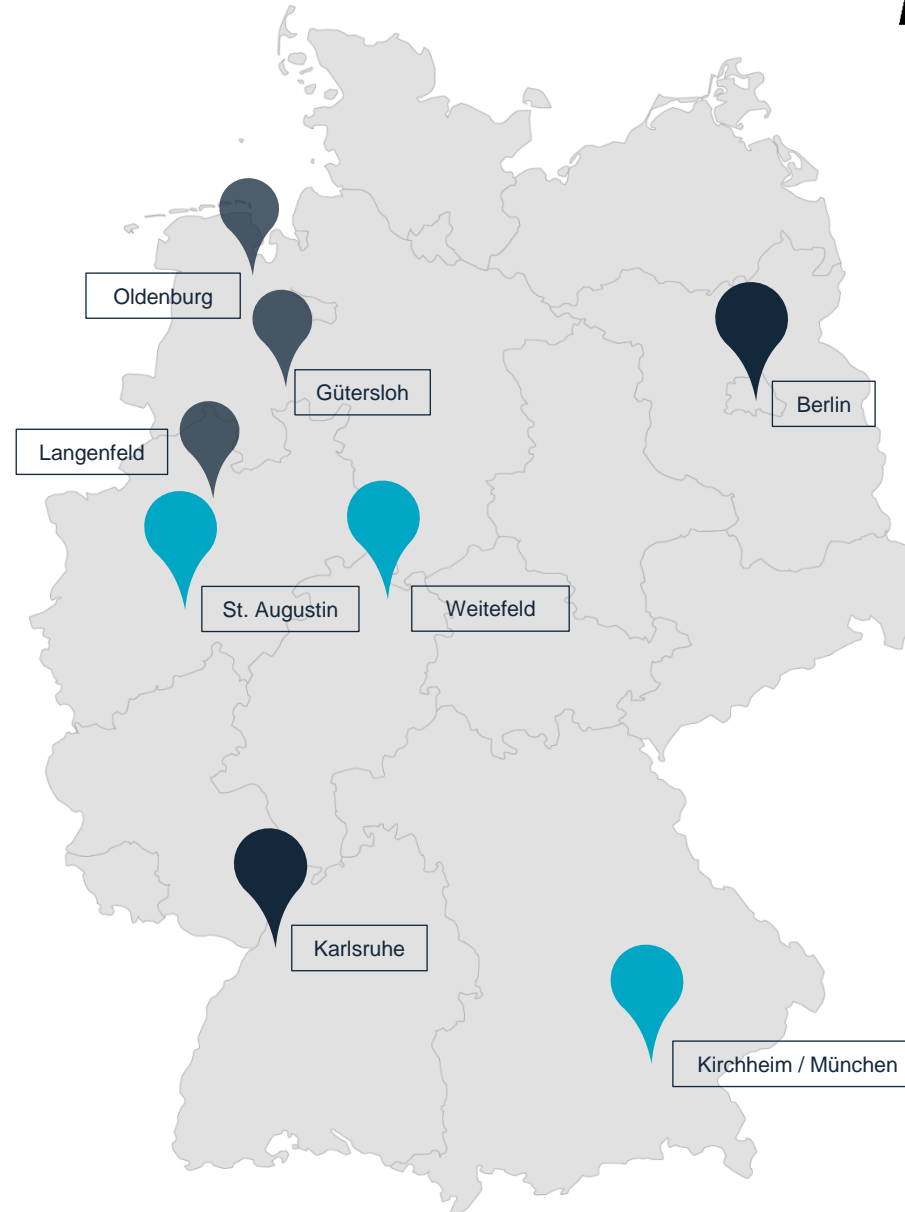 Oldenburg
Gütersloh
Berlin
Langenfeld
St. Augustin
Weitefeld
Karlsruhe
Kirchheim / München